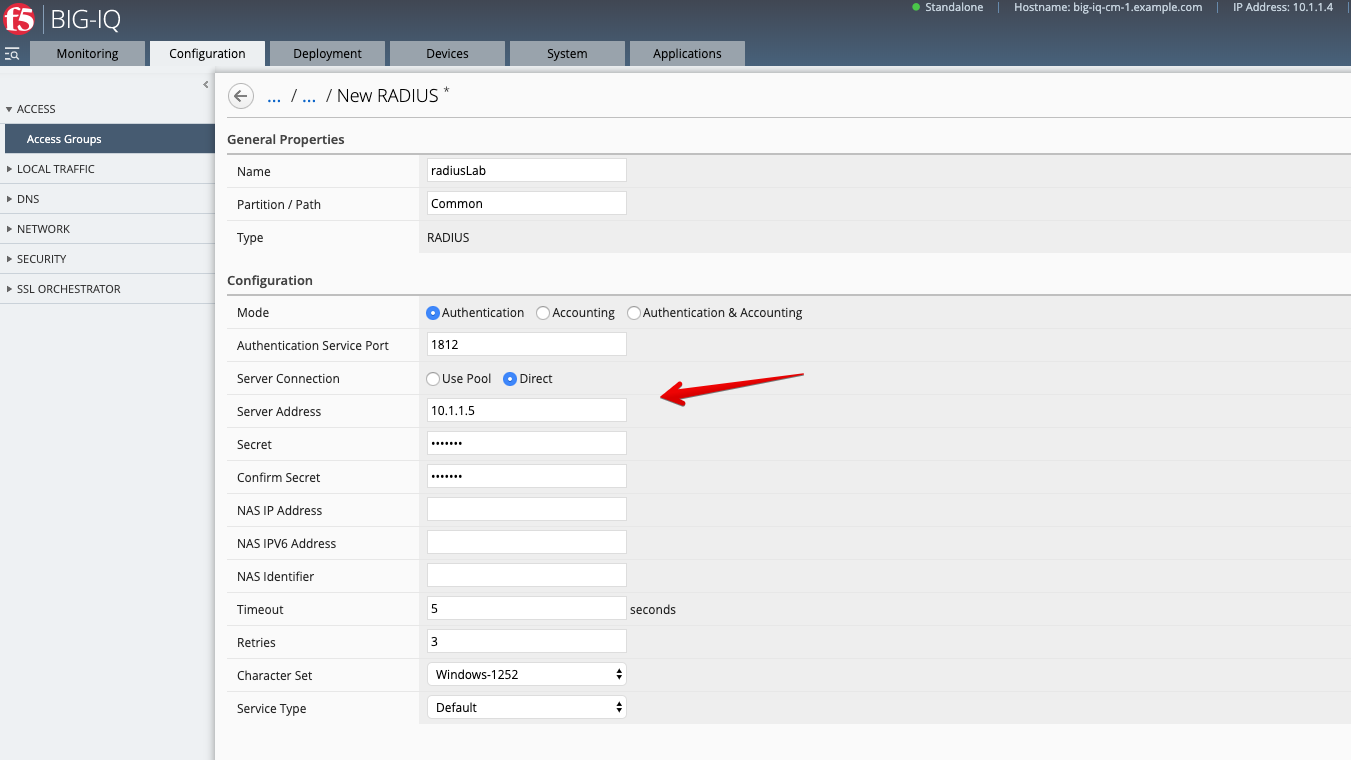 Standalone Hostname: big-iq-cm-1.example.com IP Address: 10.1.1.4
f5 BIG-IQ
Monitoring Configuration Deployment Devices System Applications
ACCESS
Access Groups
LOCAL TRAFFIC
DNS
NETWORK
SECURITY
SSL ORCHESTRATOR
... / ... / New RADIUS *
General Properties
Name radiusLab
Partition / Path Common
Type RADIUS
Configuration
Mode Authentication Accounting Authentication & Accounting
Authentication Service Port 1812
Server Connection Use Pool Direct
Server Address 10.1.1.5
Secret •••••••
Confirm Secret •••••••
NAS IP Address
NAS IPV6 Address
NAS Identifier
Timeout 5 seconds
Retries 3
Character Set Windows-1252
Service Type Default